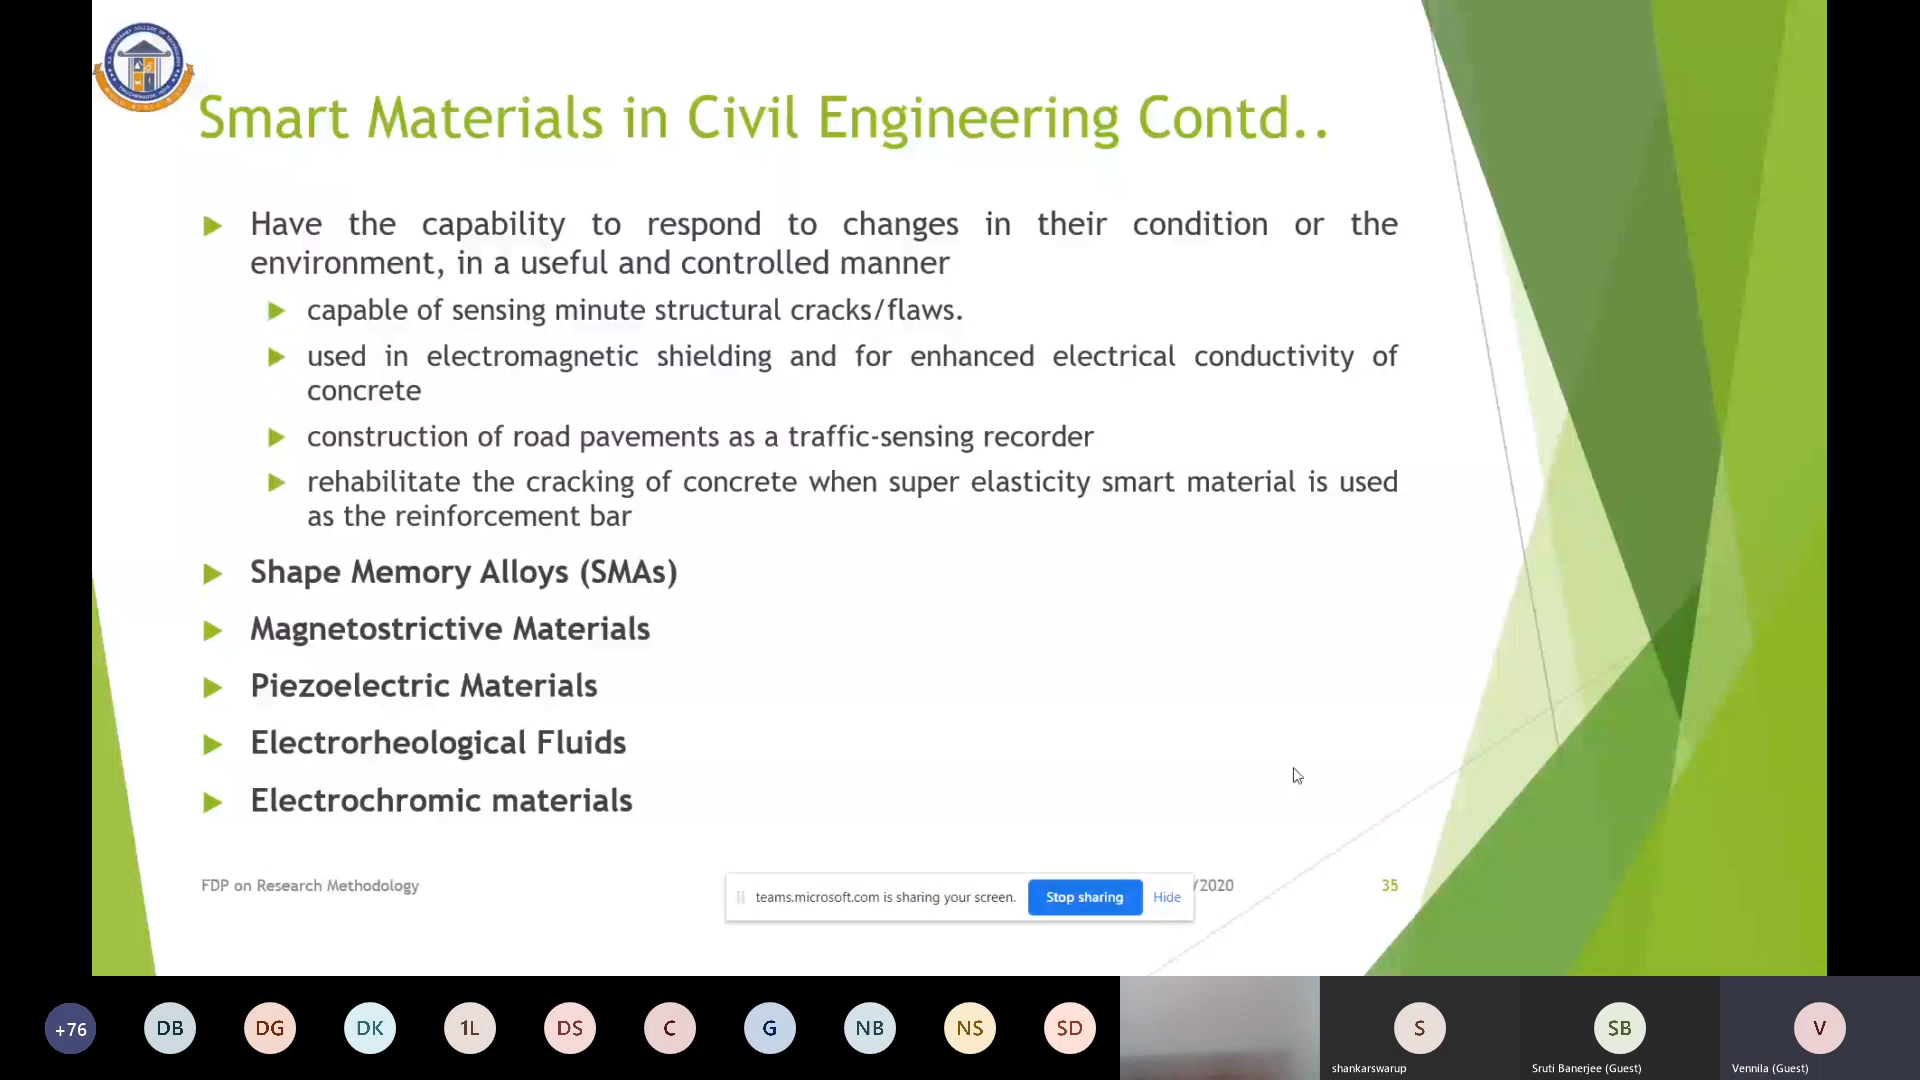 Smart Materials in Civil Engineering Contd..
Have the capability to respond to changes in their condition or the
environment, in a useful and controlled manner
capable of sensing minute structural cracks/flaws.
used in electromagnetic shielding and for enhanced electrical conductivity of
concrete
construction of road pavements as a traffic-sensing recorder
rehabilitate the cracking of concrete when super elasticity smart material is used
as the reinforcement bar
Shape Memory Alloys (SMAs)
Magnetostrictive Materials
Piezoelectric Materials
Electrorheological Fluids
Electrochromic materials
FDP on Research Methodology
teams.microsoft.com is sharing your screen. Stop sharing Hide
/2020
35
+76 DB DG DK 1L DS C G NB NS SD S SB V
shankarswarup Sruti Banerjee (Guest) Vennila (Guest)